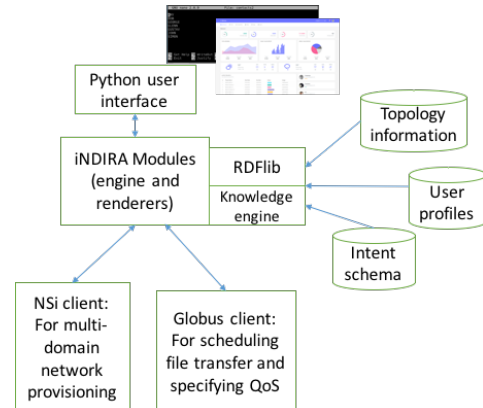 Python user
interface
iNDIRA Modules
(engine and
renderers)
RDFlib
Knowledge
engine
Topology
information
User
profiles
Intent
schema
NSi client:
For multi-
domain
network
provisioning
Globus client:
For scheduling
file transfer and
specifying QoS